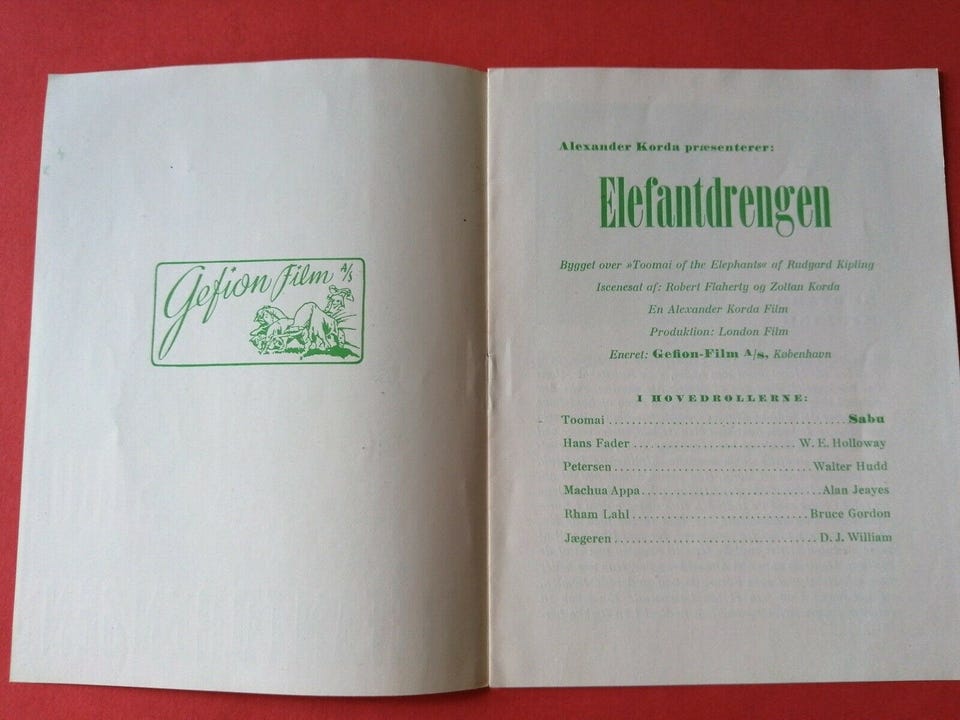 Gefion Film A/S
Alexander Korda præsenterer:
Elefantdrengen
Bygget over »Toomai of the Elephants« af Rudyard Kipling
Iscenesat af: Robert Flaherty og Zoltan Korda
En Alexander Korda Film
Produktion: London Film
Eneret: Gefion-Film A/s, København
I HOVEDROLLERNE:
Toomai ........................................ Sabu
Hans Fader ........................... W. E. Holloway
Petersen ................................. Walter Hudd
Machua Appa .............................. Alan Jeayes
Rham Lahl .............................. Bruce Gordon
Jægeren .................................. D. J. William